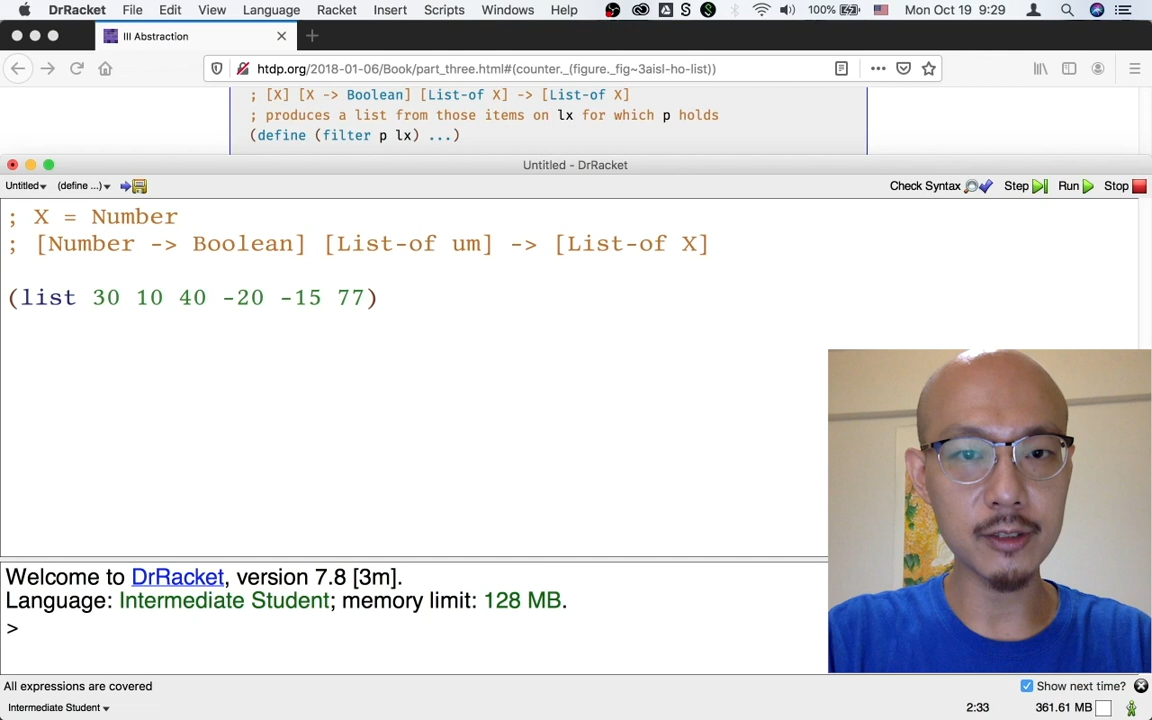 DrRacket File Edit View Language Racket Insert Scripts Windows Help 100% Mon Oct 19 9:29
III Abstraction
htdp.org/2018-01-06/Book/part_three.html#(counter._(figure._fig~3aisl-ho-list))
; [X] [X -> Boolean] [List-of X] -> [List-of X]
; produces a list from those items on lx for which p holds
(define (filter p lx) ...)
Untitled - DrRacket
Untitled (define ...) Check Syntax Step Run Stop
; X = Number
; [Number -> Boolean] [List-of um] -> [List-of X]
(list 30 10 40 -20 -15 77)
Welcome to DrRacket, version 7.8 [3m].
Language: Intermediate Student; memory limit: 128 MB.
>
All expressions are covered Show next time?
Intermediate Student 2:33 361.61 MB